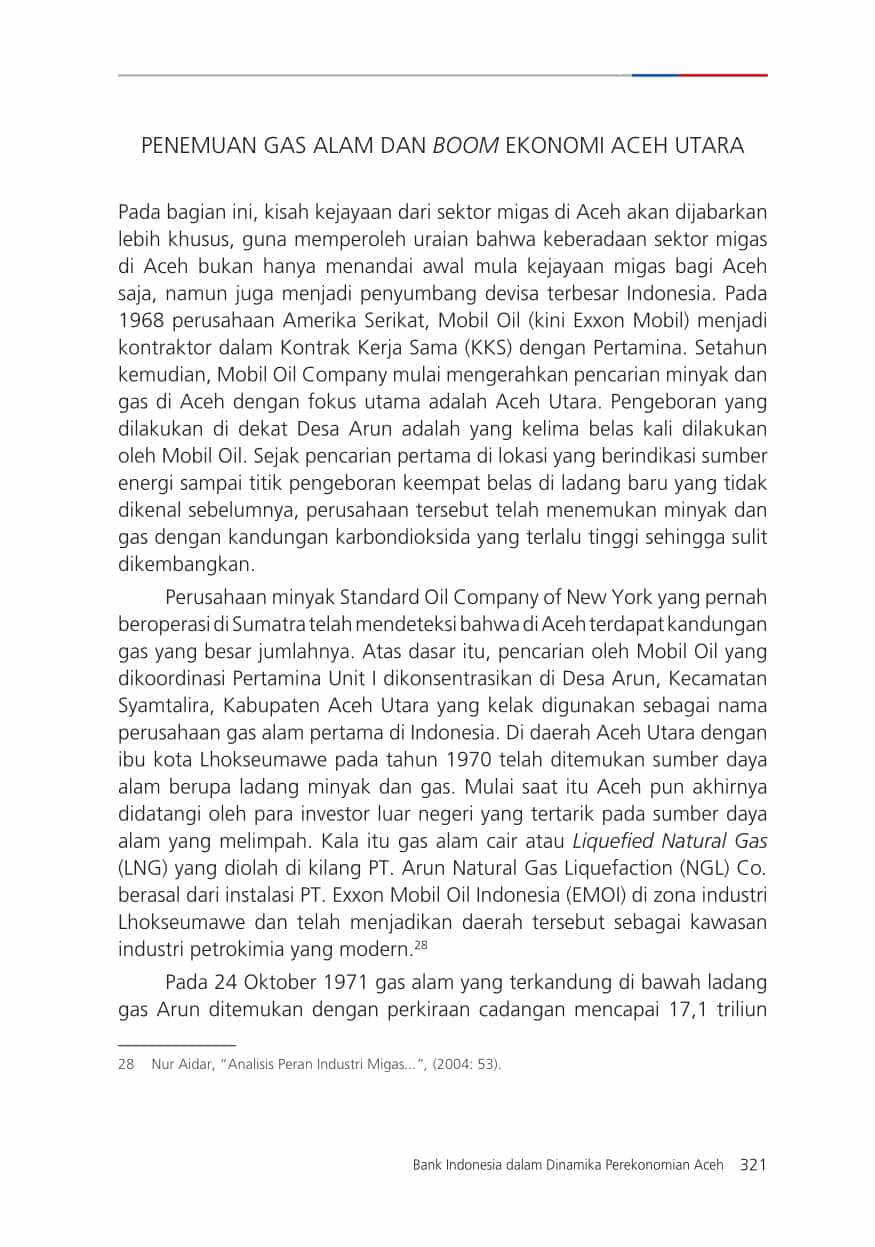 PENEMUAN GAS ALAM DAN BOOM EKONOMI ACEH UTARA
Pada bagian ini, kisah kejayaan dari sektor migas di Aceh akan dijabarkan
lebih khusus, guna memperoleh uraian bahwa keberadaan sektor migas
di Aceh bukan hanya menandai awal mula kejayaan migas bagi Aceh
saja, namun juga menjadi penyumbang devisa terbesar Indonesia. Pada
1968 perusahaan Amerika Serikat, Mobil Oil (kini Exxon Mobil) menjadi
kontraktor dalam Kontrak Kerja Sama (KKS) dengan Pertamina. Setahun
kemudian, Mobil Oil Company mulai mengerahkan pencarian minyak dan
gas di Aceh dengan fokus utama adalah Aceh Utara. Pengeboran yang
dilakukan di dekat Desa Arun adalah yang kelima belas kali dilakukan
oleh Mobil Oil. Sejak pencarian pertama di lokasi yang berindikasi sumber
energi sampai titik pengeboran keempat belas di ladang baru yang tidak
dikenal sebelumnya, perusahaan tersebut telah menemukan minyak dan
gas dengan kandungan karbondioksida yang terlalu tinggi sehingga sulit
dikembangkan.
Perusahaan minyak Standard Oil Company of New York yang pernah
beroperasi di Sumatra telah mendeteksi bahwa di Aceh terdapat kandungan
gas yang besar jumlahnya. Atas dasar itu, pencarian oleh Mobil Oil yang
dikoordinasi Pertamina Unit I dikonsentrasikan di Desa Arun, Kecamatan
Syamtalira, Kabupaten Aceh Utara yang kelak digunakan sebagai nama
perusahaan gas alam pertama di Indonesia. Di daerah Aceh Utara dengan
ibu kota Lhokseumawe pada tahun 1970 telah ditemukan sumber daya
alam berupa ladang minyak dan gas. Mulai saat itu Aceh pun akhirnya
didatangi oleh para investor luar negeri yang tertarik pada sumber daya
alam yang melimpah. Kala itu gas alam cair atau Liquefied Natural Gas
(LNG) yang diolah di kilang PT. Arun Natural Gas Liquefaction (NGL) Co.
berasal dari instalasi PT. Exxon Mobil Oil Indonesia (EMOI) di zona industri
Lhokseumawe dan telah menjadikan daerah tersebut sebagai kawasan
industri petrokimia yang modern.28
Pada 24 Oktober 1971 gas alam yang terkandung di bawah ladang
gas Arun ditemukan dengan perkiraan cadangan mencapai 17,1 triliun
28 Nur Aidar, “Analisis Peran Industri Migas...”, (2004: 53).
Bank Indonesia dalam Dinamika Perekonomian Aceh 321